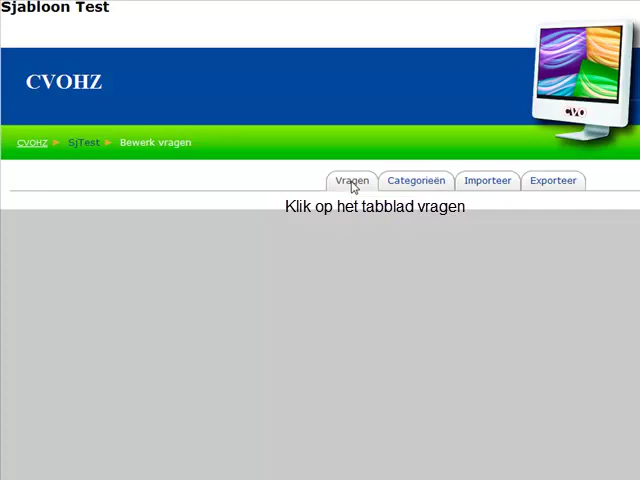 Sjabloon Test
CVOHZ
CVO
CVOHZ SjTest Bewerk vragen
Vragen Categorieën Importeer Exporteer
Klik op het tabblad vragen